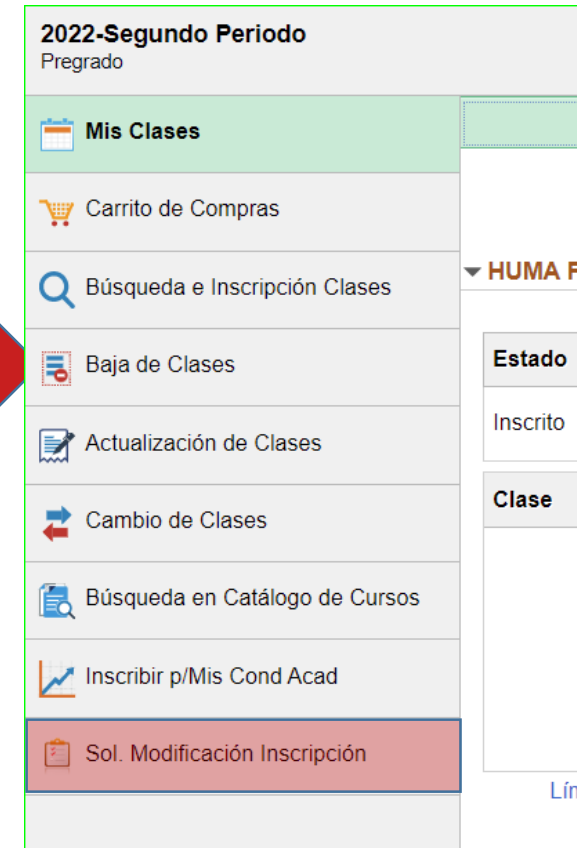 2022-Segundo Periodo
Pregrado
Mis Clases
Carrito de Compras
Búsqueda e Inscripción Clases
Baja de Clases
Actualización de Clases
Cambio de Clases
Búsqueda en Catálogo de Cursos
Inscribir p/Mis Cond Acad
Sol. Modificación Inscripción
HUMA
Estado
Inscrito
Clase